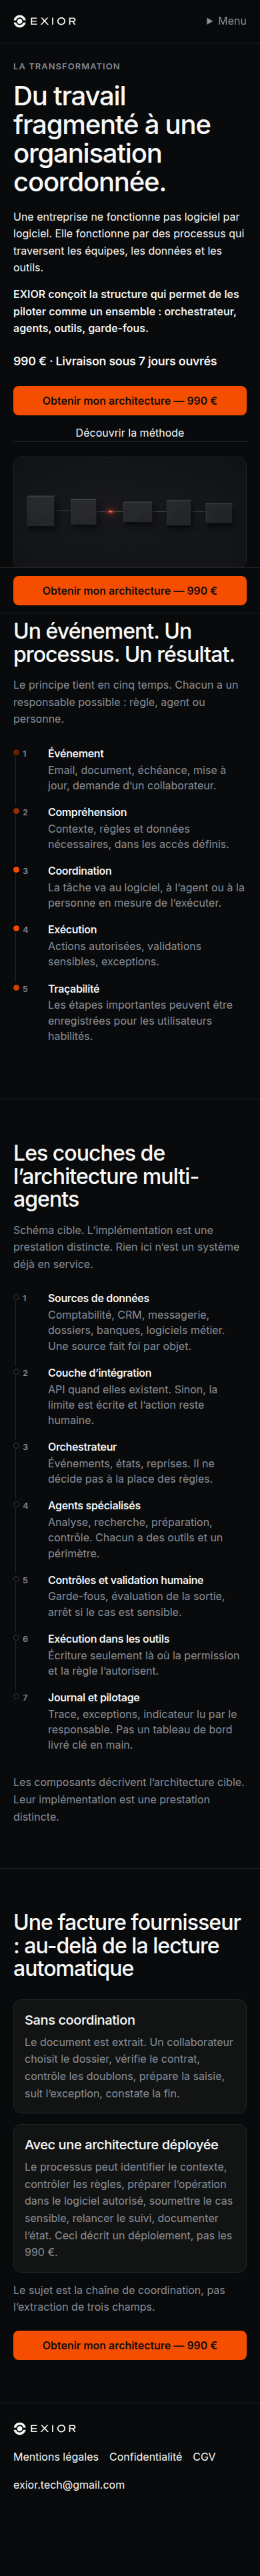 EXIOR
▶ Menu
LA TRANSFORMATION
Du travail
fragmenté à une
organisation
coordonnée.
Une entreprise ne fonctionne pas logiciel par
logiciel. Elle fonctionne par des processus qui
traversent les équipes, les données et les
outils.
EXIOR conçoit la structure qui permet de les
piloter comme un ensemble : orchestrateur,
agents, outils, garde-fous.
990 € · Livraison sous 7 jours ouvrés
Obtenir mon architecture — 990 €
Découvrir la méthode
Obtenir mon architecture — 990 €
Un événement. Un
processus. Un résultat.
Le principe tient en cinq temps. Chacun a un
responsable possible : règle, agent ou
personne.
1 Événement
Email, document, échéance, mise à
jour, demande d’un collaborateur.
2 Compréhension
Contexte, règles et données
nécessaires, dans les accès définis.
3 Coordination
La tâche va au logiciel, à l’agent ou à la
personne en mesure de l’exécuter.
4 Exécution
Actions autorisées, validations
sensibles, exceptions.
5 Traçabilité
Les étapes importantes peuvent être
enregistrées pour les utilisateurs
habilités.
Les couches de
l’architecture multi-
agents
Schéma cible. L’implémentation est une
prestation distincte. Rien ici n’est un système
déjà en service.
1 Sources de données
Comptabilité, CRM, messagerie,
dossiers, banques, logiciels métier.
Une source fait foi par objet.
2 Couche d’intégration
API quand elles existent. Sinon, la
limite est écrite et l’action reste
humaine.
3 Orchestrateur
Événements, états, reprises. Il ne
décide pas à la place des règles.
4 Agents spécialisés
Analyse, recherche, préparation,
contrôle. Chacun a des outils et un
périmètre.
5 Contrôles et validation humaine
Garde-fous, évaluation de la sortie,
arrêt si le cas est sensible.
6 Exécution dans les outils
Écriture seulement là où la permission
et la règle l’autorisent.
7 Journal et pilotage
Trace, exceptions, indicateur lu par le
responsable. Pas un tableau de bord
livré clé en main.
Les composants décrivent l’architecture cible.
Leur implémentation est une prestation
distincte.
Une facture fournisseur
: au-delà de la lecture
automatique
Sans coordination
Le document est extrait. Un collaborateur
choisit le dossier, vérifie le contrat,
contrôle les doublons, prépare la saisie,
suit l’exception, constate la fin.
Avec une architecture déployée
Le processus peut identifier le contexte,
contrôler les règles, préparer l’opération
dans le logiciel autorisé, soumettre le cas
sensible, relancer le suivi, documenter
l’état. Ceci décrit un déploiement, pas les
990 €.
Le sujet est la chaîne de coordination, pas
l’extraction de trois champs.
Obtenir mon architecture — 990 €
EXIOR
Mentions légales Confidentialité CGV
exior.tech@gmail.com